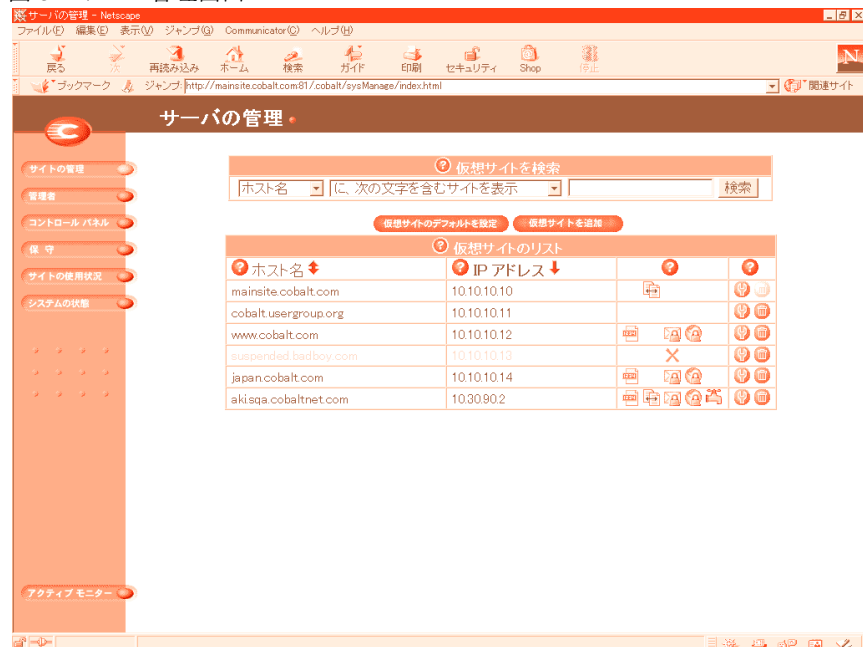 サーバの管理 - Netscape
ファイル(F) 編集(E) 表示(V) ジャンプ(G) Communicator(C) ヘルプ(H)
戻る 次 再読み込み ホーム 検索 ガイド 印刷 セキュリティ Shop 停止
N
ブックマーク ジャンプ: http://mainsite.cobalt.com:81/.cobalt/sysManage/index.html 関連サイト
サーバの管理
サイトの管理
管理者
コントロール パネル
保 守
サイトの使用状況
システムの状態
アクティブ モニター
? 仮想サイトを検索
ホスト名 に、次の文字を含むサイトを表示 検索
仮想サイトのデフォルトを設定 仮想サイトを追加
? 仮想サイトのリスト
? ホスト名 ? IP アドレス ? ?
mainsite.cobalt.com 10.10.10.10
cobalt.usergroup.org 10.10.10.11
www.cobalt.com 10.10.10.12
suspended.badboy.com 10.10.10.13
japan.cobalt.com 10.10.10.14
akisqa.cobaltnet.com 10.30.90.2